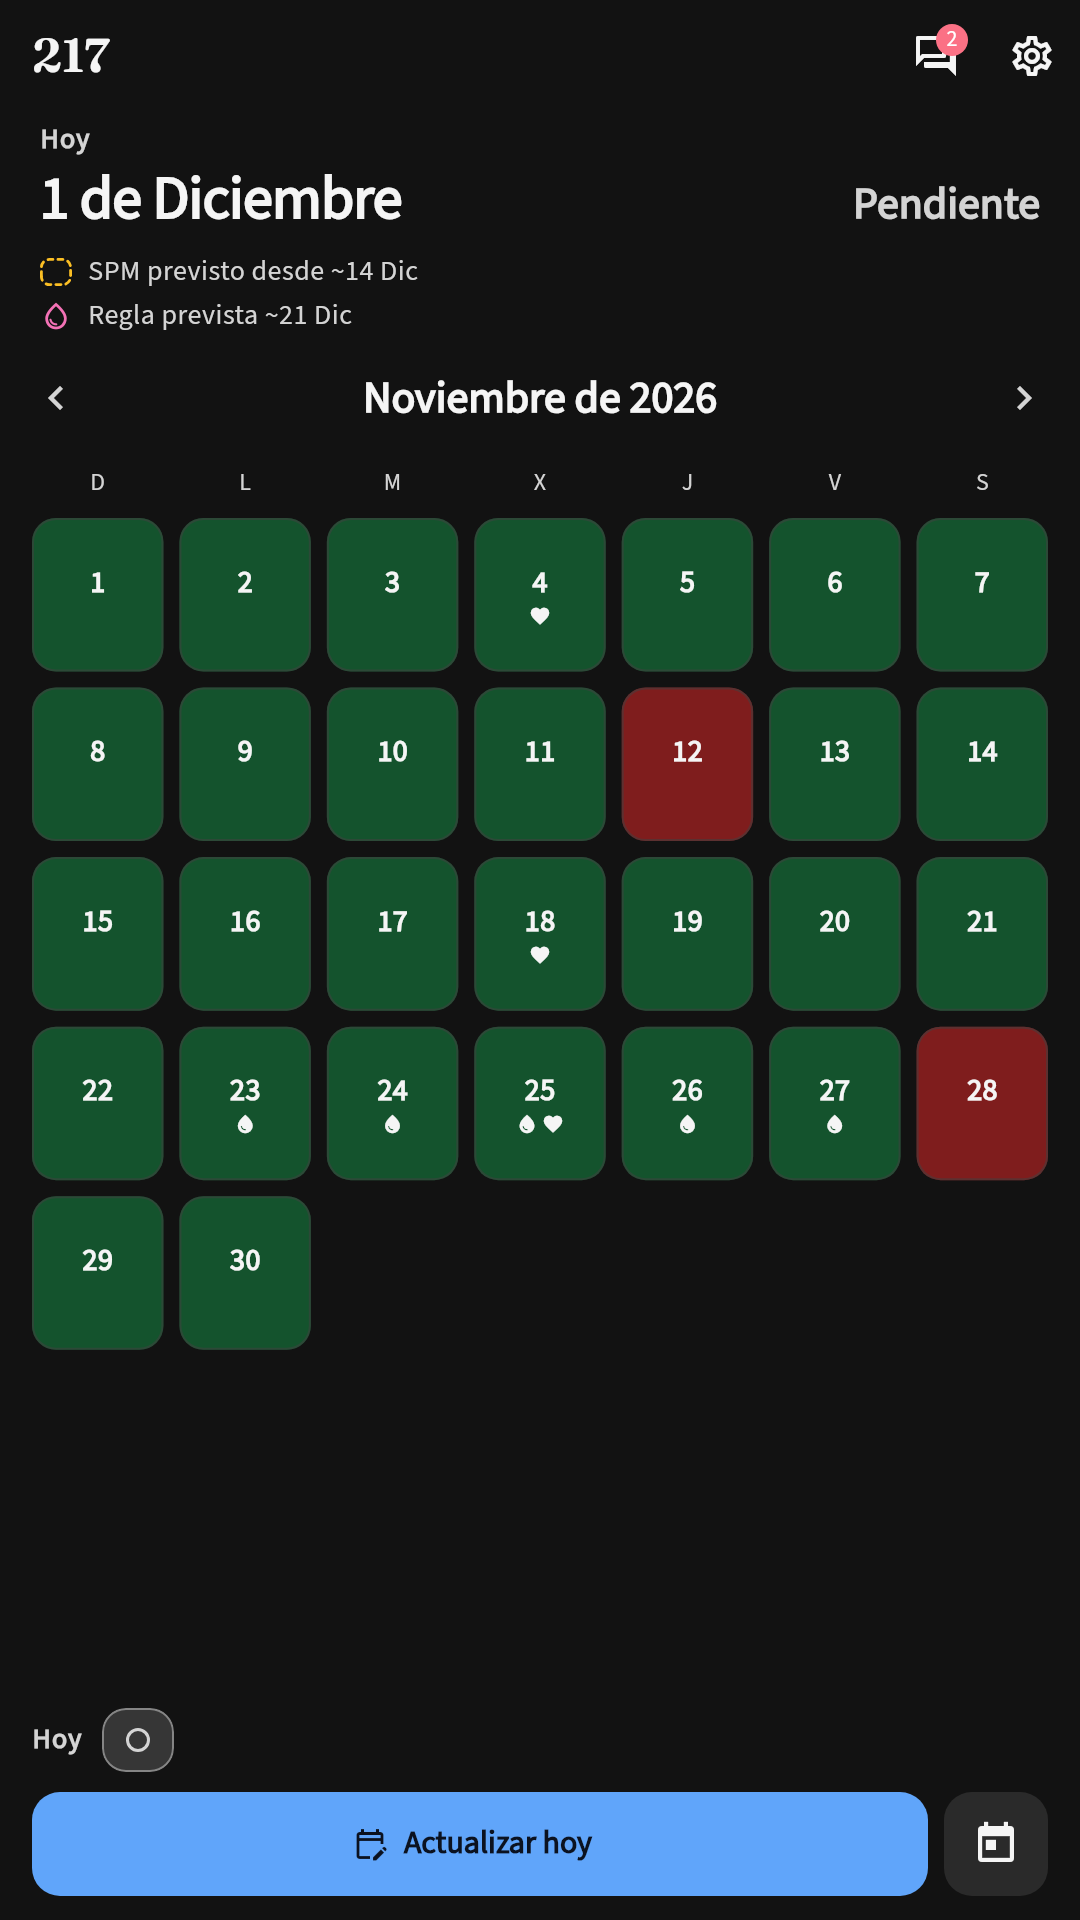 217
2
Hoy
1 de Diciembre
Pendiente
SPM previsto desde ~14 Dic
Regla prevista ~21 Dic
Noviembre de 2026
D L M X J V S
1 2 3 4 5 6 7
8 9 10 11 12 13 14
15 16 17 18 19 20 21
22 23 24 25 26 27 28
29 30
Hoy
Actualizar hoy